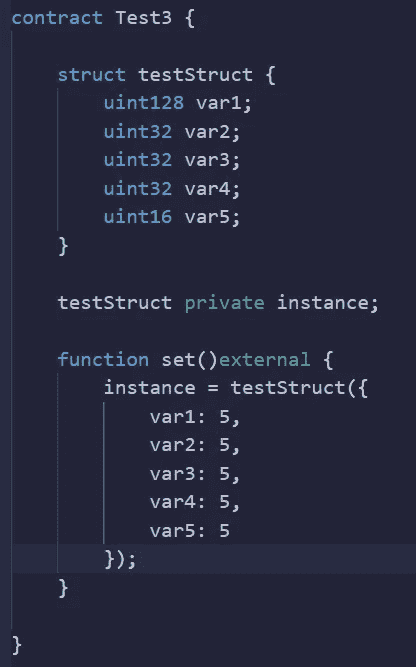 contract Test3 {
struct testStruct {
uint128 var1;
uint32 var2;
uint32 var3;
uint32 var4;
uint16 var5;
}
testStruct private instance;
function set()external {
instance = testStruct({
var1: 5,
var2: 5,
var3: 5,
var4: 5,
var5: 5
});
}
}